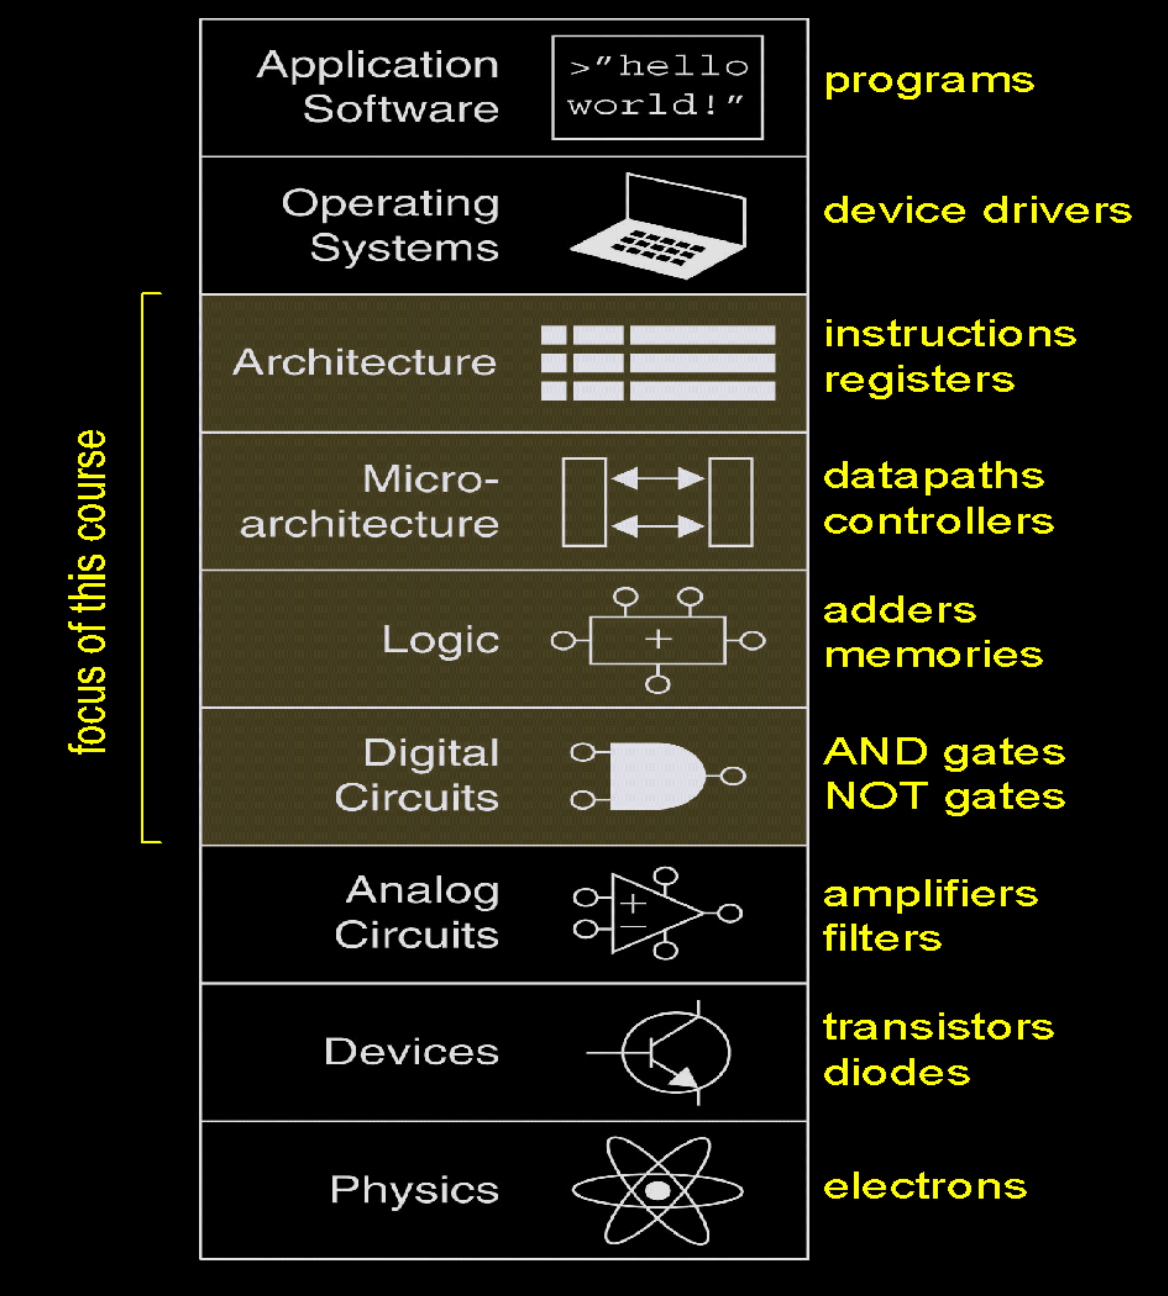 Application
Software
>"hello
world!"
programs
Operating
Systems
device drivers
focus of this course
Architecture
instructions
registers
Micro-
architecture
datapaths
controllers
Logic
+
adders
memories
Digital
Circuits
AND gates
NOT gates
Analog
Circuits
+
−
amplifiers
filters
Devices
transistors
diodes
Physics
electrons